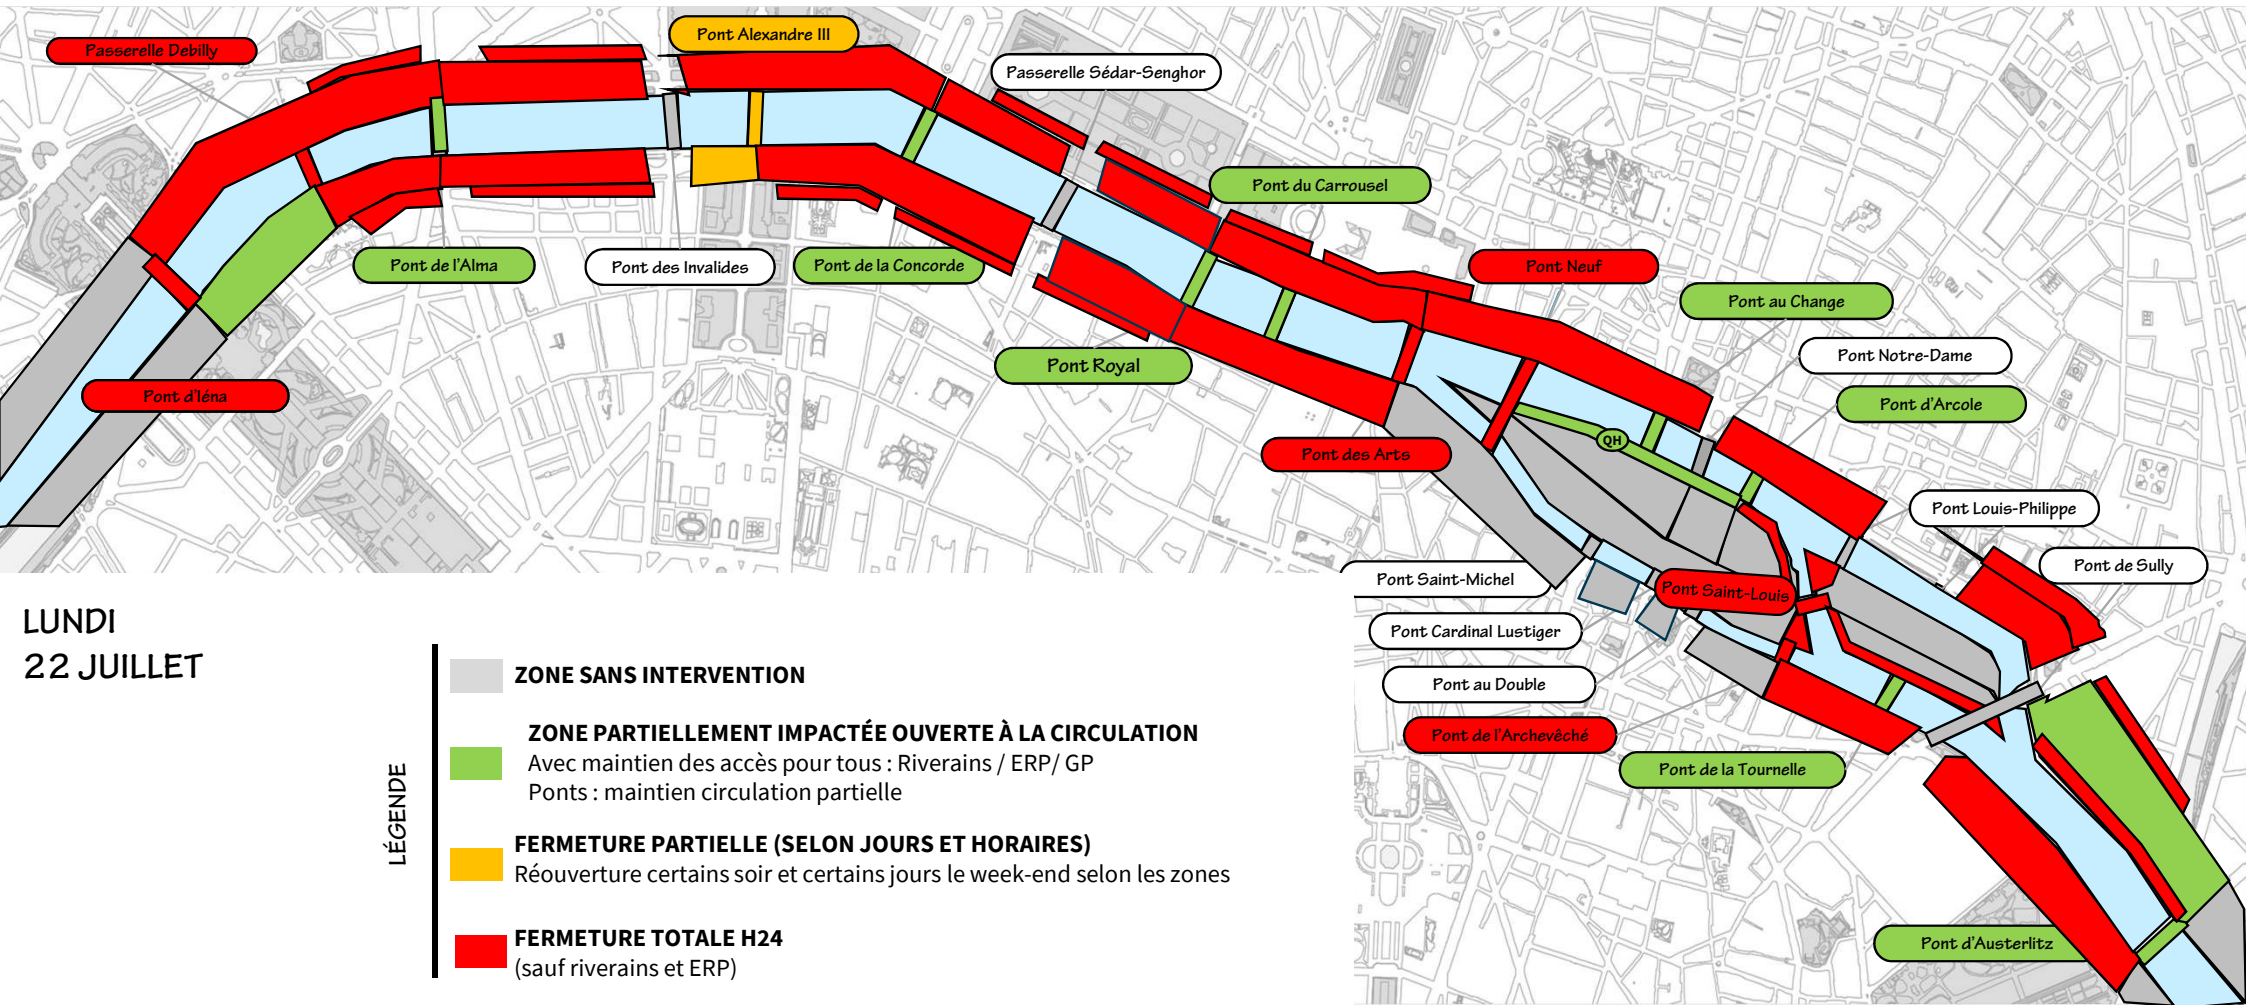 Passerelle Debilly
Pont Alexandre III
Passerelle Sédar-Senghor
Pont du Carrousel
Pont de l'Alma
Pont des Invalides
Pont de la Concorde
Pont Neuf
Pont au Change
Pont Royal
Pont Notre-Dame
Pont d'Iéna
Pont d'Arcole
QH
Pont des Arts
Pont Louis-Philippe
Pont de Sully
Pont Saint-Michel
Pont Saint-Louis
Pont Cardinal Lustiger
Pont au Double
Pont de l'Archevêché
Pont de la Tournelle
Pont d'Austerlitz
LUNDI
22 JUILLET
LÉGENDE
ZONE SANS INTERVENTION
ZONE PARTIELLEMENT IMPACTÉE OUVERTE À LA CIRCULATION
Avec maintien des accès pour tous : Riverains / ERP/ GP
Ponts : maintien circulation partielle
FERMETURE PARTIELLE (SELON JOURS ET HORAIRES)
Réouverture certains soir et certains jours le week-end selon les zones
FERMETURE TOTALE H24
(sauf riverains et ERP)